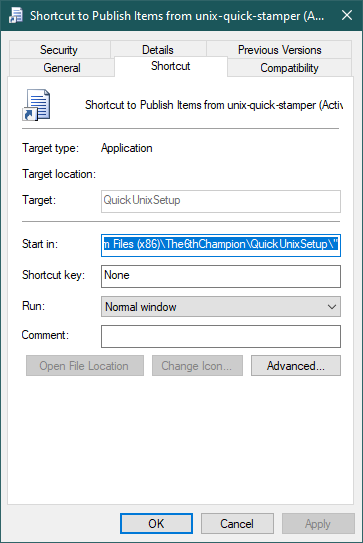 Shortcut to Publish Items from unix-quick-stamper (A...
Security Details Previous Versions
General Shortcut Compatibility
Shortcut to Publish Items from unix-quick-stamper (Activ
Target type: Application
Target location:
Target: QuickUnixSetup
Start in: m Files (x86)\The6thChampion\QuickUnixSetup\"
Shortcut key: None
Run: Normal window
Comment:
Open File Location Change Icon... Advanced...
OK Cancel Apply